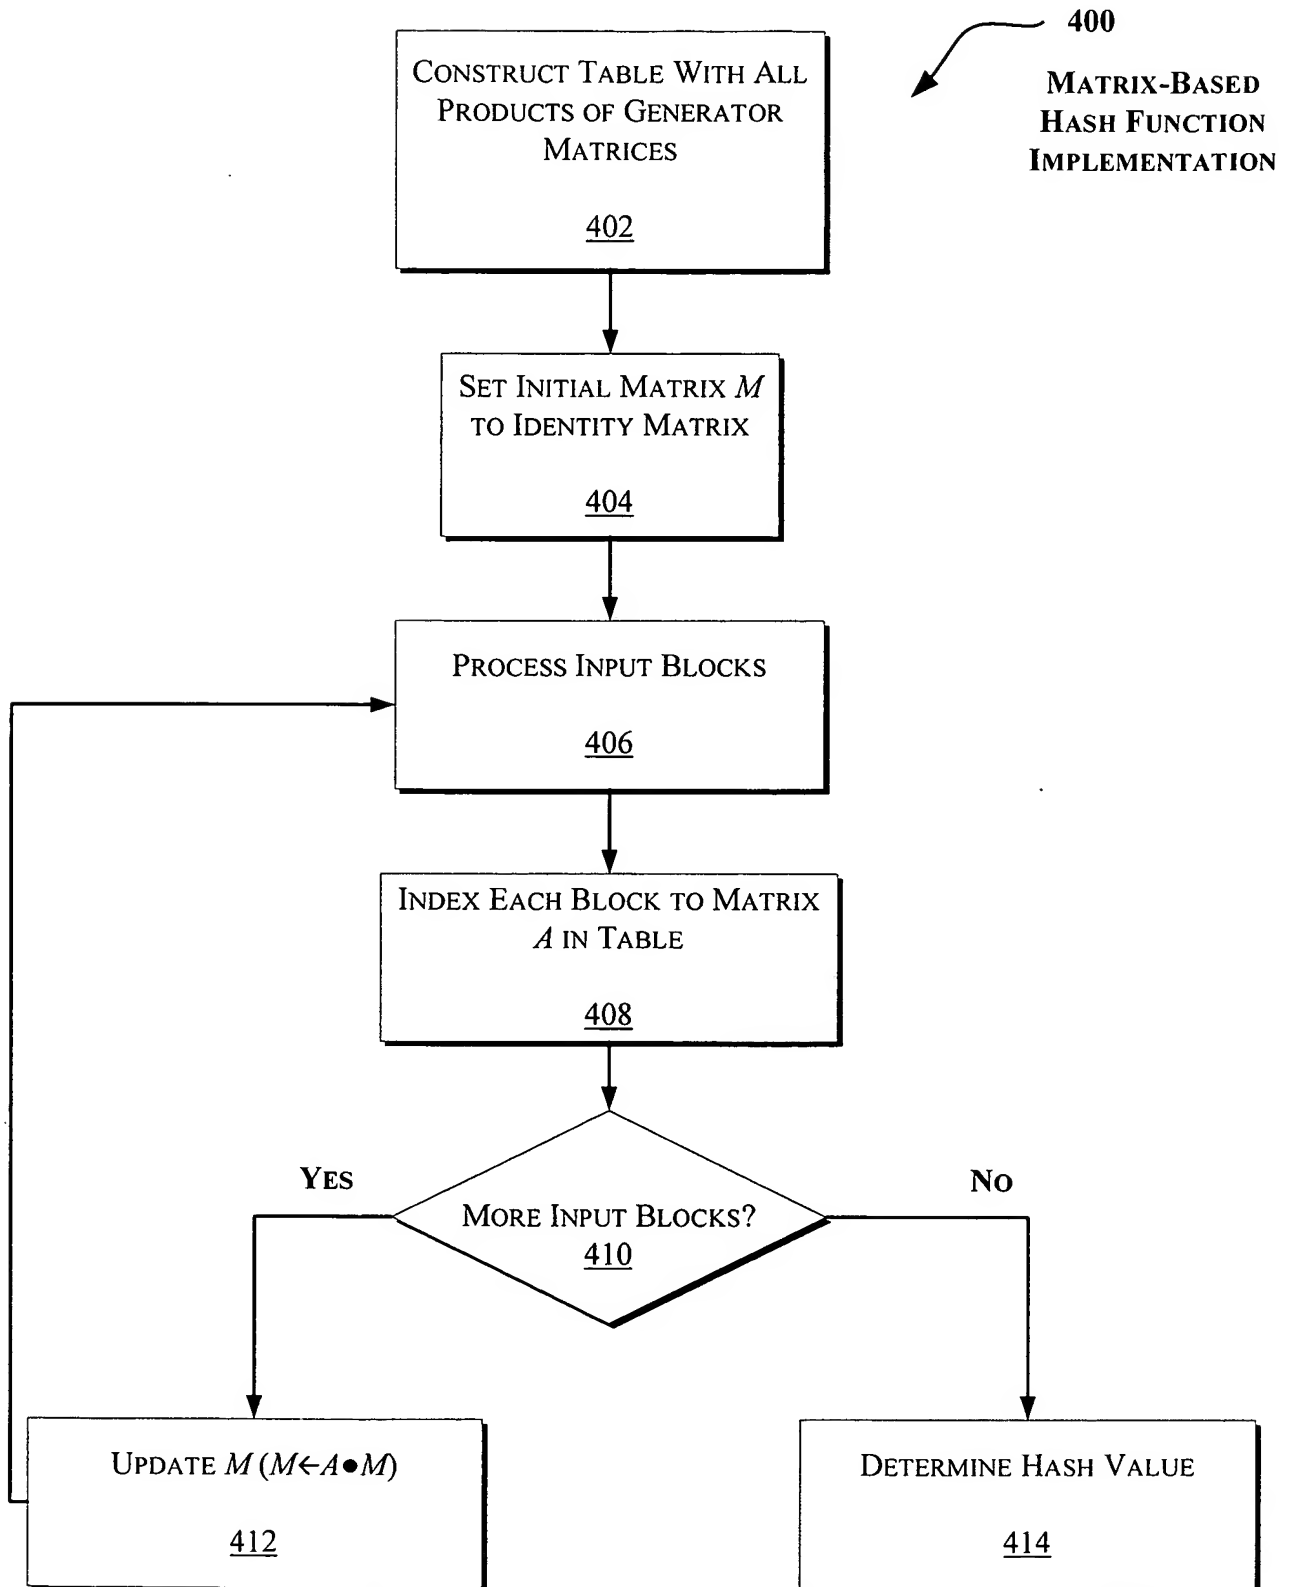 400
MATRIX-BASED
HASH FUNCTION
IMPLEMENTATION
CONSTRUCT TABLE WITH ALL
PRODUCTS OF GENERATOR
MATRICES
402
SET INITIAL MATRIX M
TO IDENTITY MATRIX
404
PROCESS INPUT BLOCKS
406
INDEX EACH BLOCK TO MATRIX
A IN TABLE
408
YES
NO
MORE INPUT BLOCKS?
410
UPDATE M (M←A●M)
412
DETERMINE HASH VALUE
414